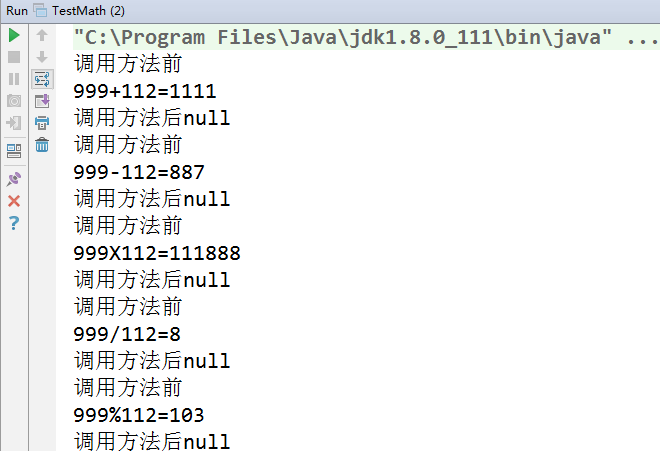 Run TestMath (2)
"C:\Program Files\Java\jdk1.8.0_111\bin\java" ...
调用方法前
999+112=1111
调用方法后null
调用方法前
999-112=887
调用方法后null
调用方法前
999X112=111888
调用方法后null
调用方法前
999/112=8
调用方法后null
调用方法前
999%112=103
调用方法后null